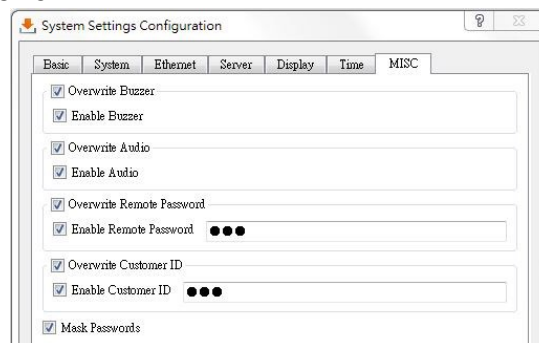 System Settings Configuration
Basic System Ethernet Server Display Time MISC
Overwrite Buzzer
Enable Buzzer
Overwrite Audio
Enable Audio
Overwrite Remote Password
Enable Remote Password ●●●
Overwrite Customer ID
Enable Customer ID ●●●
Mask Passwords